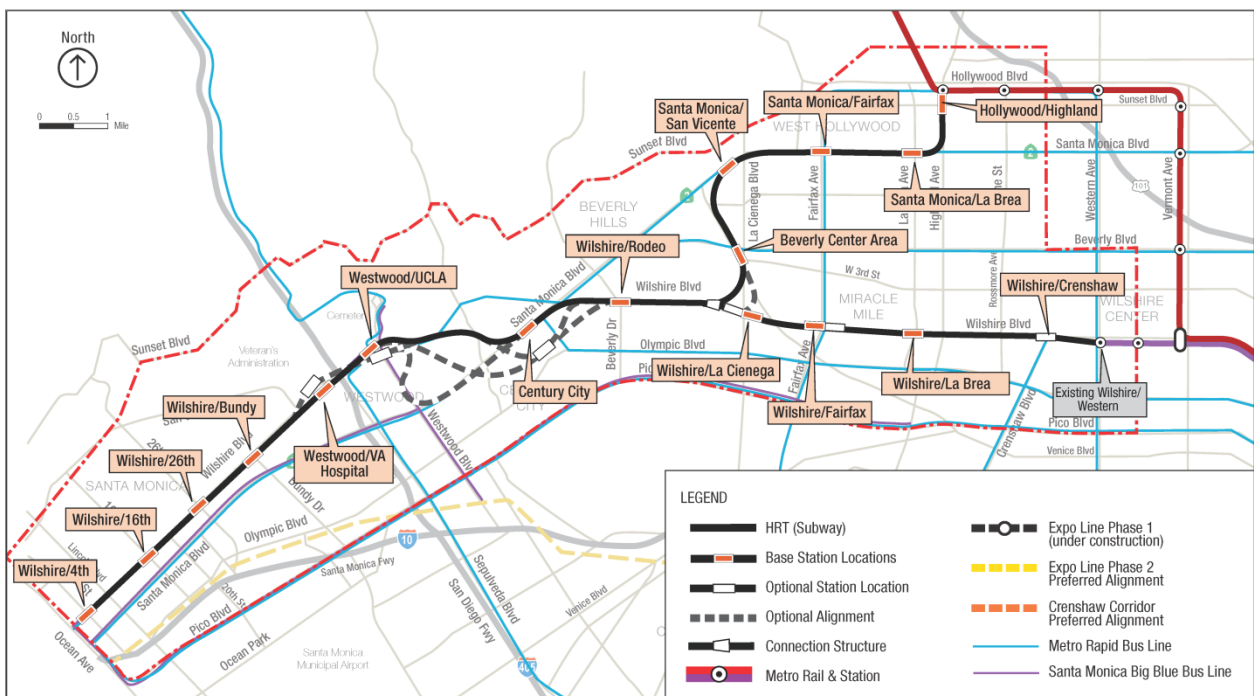 North
0 0.5 1
Mile
Hollywood Blvd
Sunset Blvd
Santa Monica/
San Vicente
Santa Monica/Fairfax
WEST HOLLYWOOD
Hollywood/Highland
Sunset Blvd
Santa Monica Blvd
2
2
101
Santa Monica/La Brea
La Cienega Blvd
Fairfax Ave
Western Ave
Vermont Ave
BEVERLY
HILLS
Wilshire/Rodeo
Beverly Center Area
Beverly Blvd
W 3rd St
Rossmore Ave
Westwood/UCLA
Santa Monica Blvd
Wilshire Blvd
MIRACLE
MILE
Wilshire/Crenshaw
WILSHIRE
CENTER
Wilshire Blvd
Sunset Blvd
Veteran's
Administration
Beverly Dr
Olympic Blvd
Century City
Wilshire/La Cienega
Fairfax Ave
Wilshire/La Brea
Existing Wilshire/
Western
Wilshire/Fairfax
Crenshaw Blvd
Pico Blvd
Venice Blvd
WESTWOOD
Wilshire/Bundy
Wilshire Blvd
Westwood/VA
Hospital
Wilshire/26th
SANTA MONICA
Bundy Dr
Wilshire/16th
Olympic Blvd
10
Santa Monica Fwy
Wilshire/4th
Santa Monica Blvd
20th St
Pico Blvd
Sepulveda Blvd
San Diego Fwy
Venice Blvd
Ocean Ave
Ocean Park
Santa Monica
Municipal Airport
405
LEGEND
HRT (Subway)
Base Station Locations
Optional Station Location
Optional Alignment
Connection Structure
Metro Rail & Station
Expo Line Phase 1
(under construction)
Expo Line Phase 2
Preferred Alignment
Crenshaw Corridor
Preferred Alignment
Metro Rapid Bus Line
Santa Monica Big Blue Bus Line